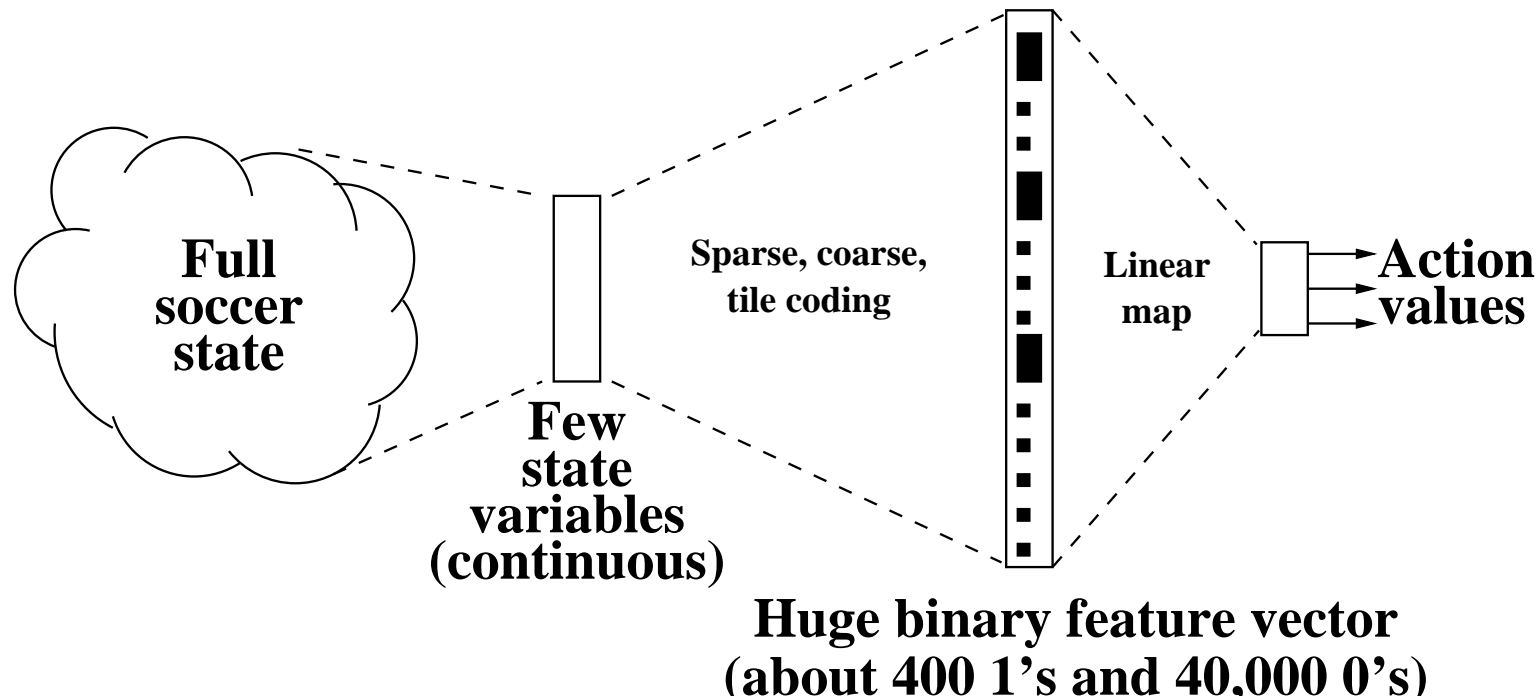 Full
soccer
state
Few
state
variables
(continuous)
Sparse, coarse,
tile coding
Huge binary feature vector
(about 400 1's and 40,000 0's)
Linear
map
Action
values